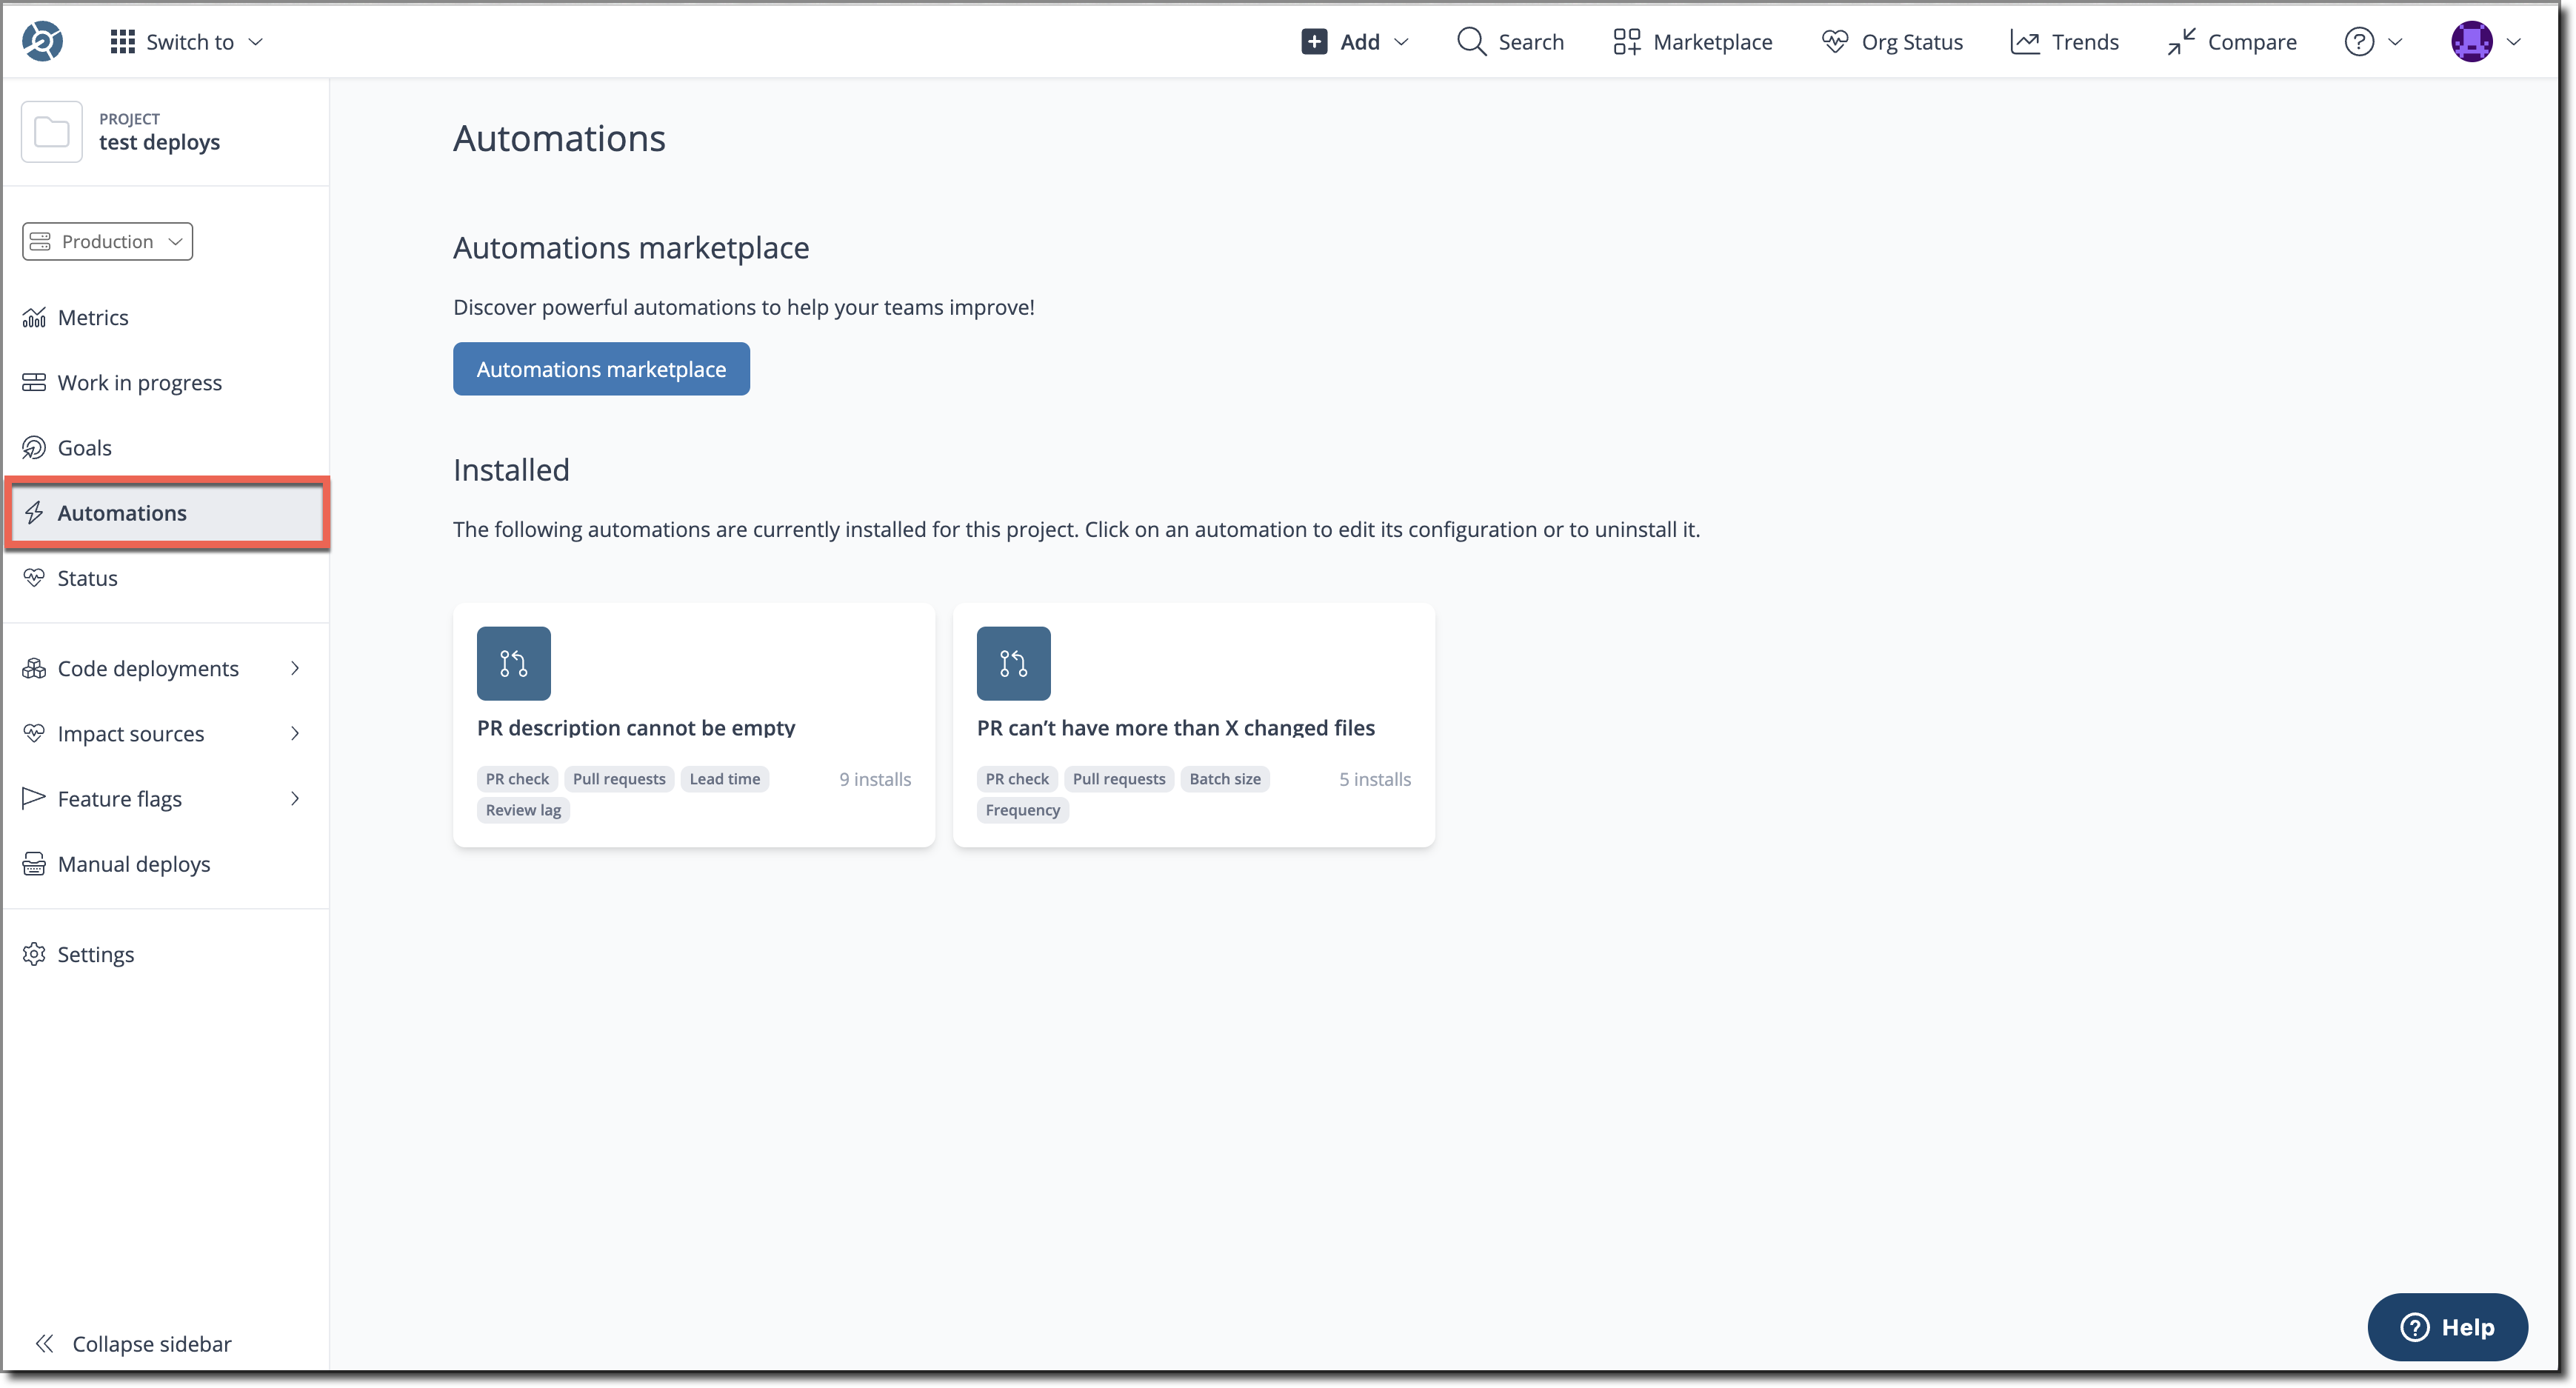 Switch to
Add
Search
Marketplace
Org Status
Trends
Compare
PROJECT
test deploys
Production
Metrics
Work in progress
Goals
Automations
Status
Code deployments
Impact sources
Feature flags
Manual deploys
Settings
Collapse sidebar
Automations
Automations marketplace
Discover powerful automations to help your teams improve!
Automations marketplace
Installed
The following automations are currently installed for this project. Click on an automation to edit its configuration or to uninstall it.
PR description cannot be empty
PR check Pull requests Lead time 9 installs
Review lag
PR can’t have more than X changed files
PR check Pull requests Batch size 5 installs
Frequency
Help